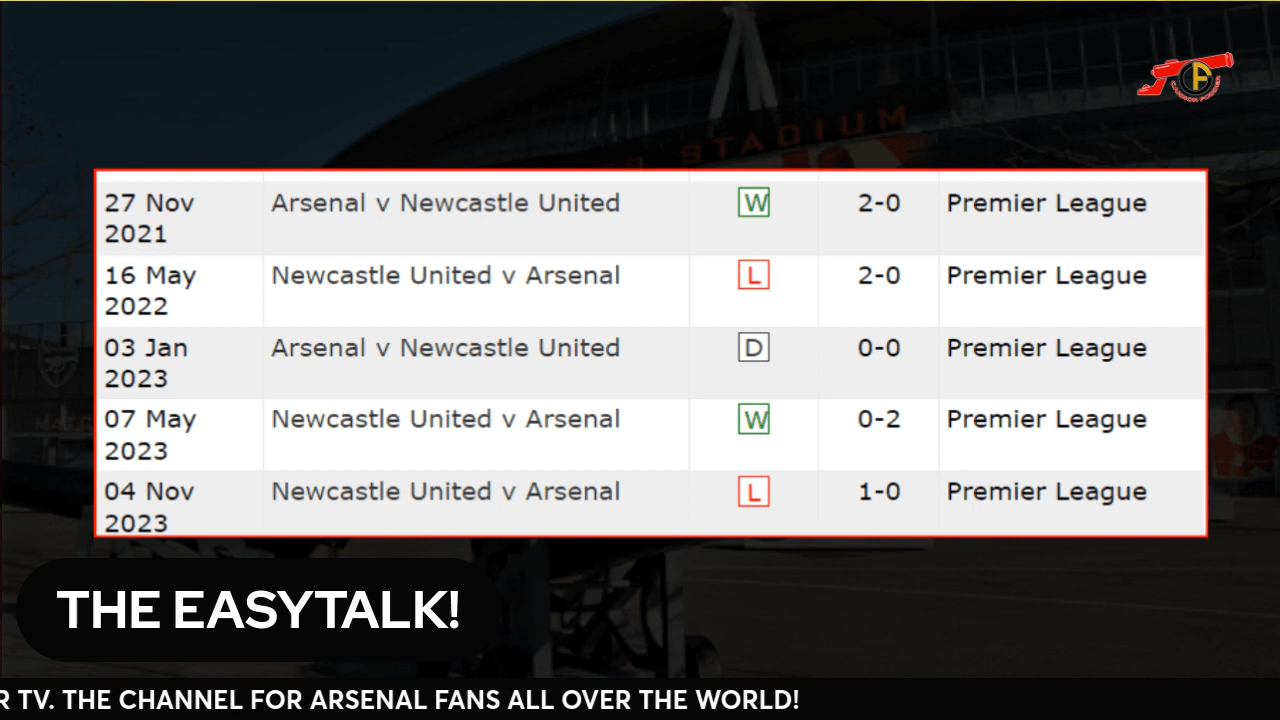 STADIUM
27 Nov 2021 Arsenal v Newcastle United W 2-0 Premier League
16 May 2022 Newcastle United v Arsenal L 2-0 Premier League
03 Jan 2023 Arsenal v Newcastle United D 0-0 Premier League
07 May 2023 Newcastle United v Arsenal W 0-2 Premier League
04 Nov 2023 Newcastle United v Arsenal L 1-0 Premier League
THE EASYTALK!
R TV. THE CHANNEL FOR ARSENAL FANS ALL OVER THE WORLD!